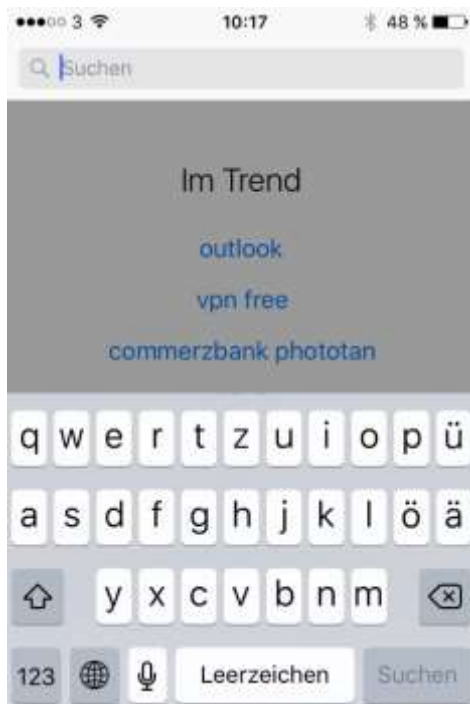 3 10:17 48 %
Suchen
Im Trend
outlook
vpn free
commerzbank phototan
q w e r t z u i o p ü
a s d f g h j k l ö ä
y x c v b n m
123 Leerzeichen Suchen